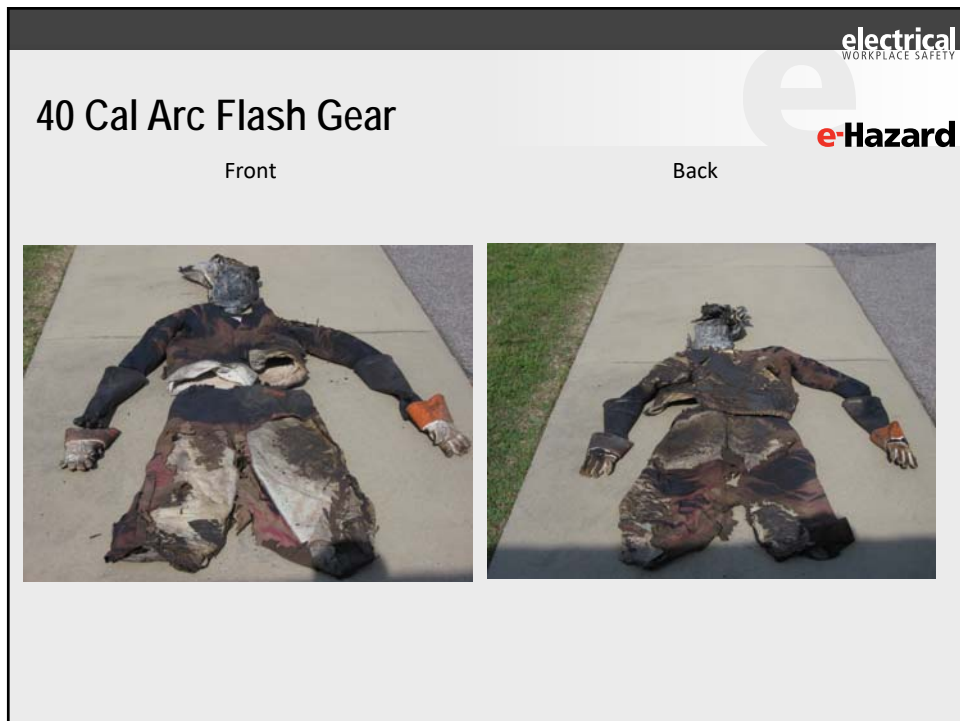 electrical
WORKPLACE SAFETY
40 Cal Arc Flash Gear
e-Hazard
Front
Back